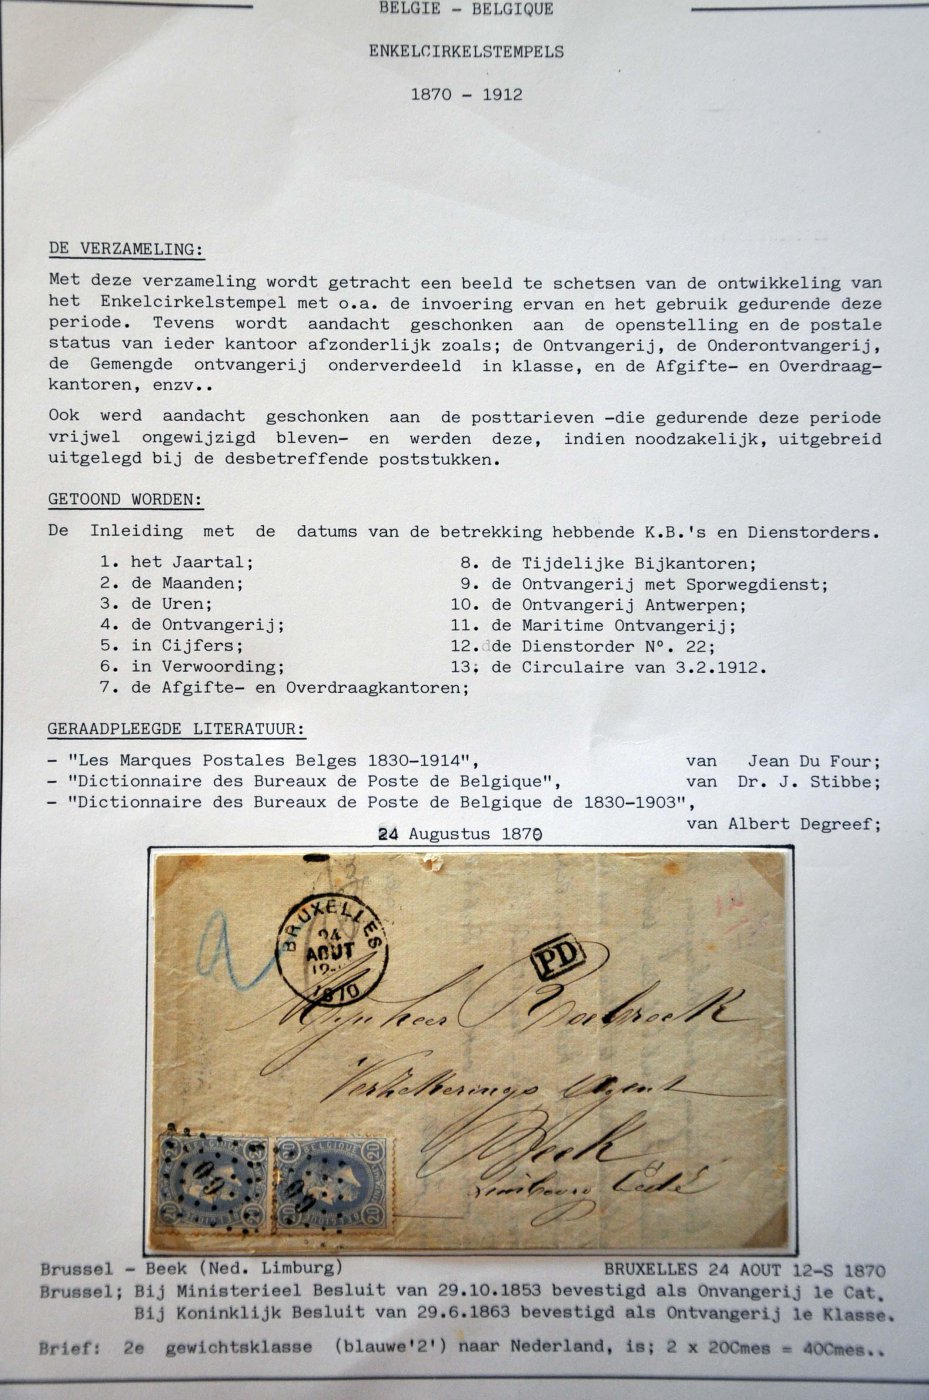 BELGIE - BELGIQUE
ENKELCIRKELSTEMPELS
1870 - 1912
DE VERZAMELING:
Met deze verzameling wordt getracht een beeld te schetsen van de ontwikkeling van
het Enkelcirkelstempel met o.a. de invoering ervan en het gebruik gedurende deze
periode. Tevens wordt aandacht geschonken aan de openstelling en de postale
status van ieder kantoor afzonderlijk zoals; de Ontvangerij, de Onderontvangerij,
de Gemengde ontvangerij onderverdeeld in klasse, en de Afgifte- en Overdraag-
kantoren, enzv..
Ook werd aandacht geschonken aan de posttarieven -die gedurende deze periode
vrijwel ongewijzigd bleven- en werden deze, indien noodzakelijk, uitgebreid
uitgelegd bij de desbetreffende poststukken.
GETOOND WORDEN:
De Inleiding met de datums van de betrekking hebbende K.B.'s en Dienstorders.
1. het Jaartal;
2. de Maanden;
3. de Uren;
4. de Ontvangerij;
5. in Cijfers;
6. in Verwoording;
7. de Afgifte- en Overdraagkantoren;
8. de Tijdelijke Bijkantoren;
9. de Ontvangerij met Sporwegdienst;
10. de Ontvangerij Antwerpen;
11. de Maritime Ontvangerij;
12. de Dienstorder N°. 22;
13. de Circulaire van 3.2.1912.
GERAADPLEEGDE LITERATUUR:
- "Les Marques Postales Belges 1830-1914", van Jean Du Four;
- "Dictionnaire des Bureaux de Poste de Belgique", van Dr. J. Stibbe;
- "Dictionnaire des Bureaux de Poste de Belgique de 1830-1903",
van Albert Degreef;
24 Augustus 1870
BRUXELLES
24
AOUT
12-
1870
PD
Mijnheer
Verzekerings Agent
Beek
Limbourg
BELGIQUE
20 20
20 20
Brussel - Beek (Ned. Limburg) BRUXELLES 24 AOUT 12-S 1870
Brussel; Bij Ministerieel Besluit van 29.10.1853 bevestigd als Onvangerij 1e Cat.
Bij Koninklijk Besluit van 29.6.1863 bevestigd als Ontvangerij 1e Klasse.
Brief: 2e gewichtsklasse (blauwe'2') naar Nederland, is; 2 x 20Cmes = 40Cmes..